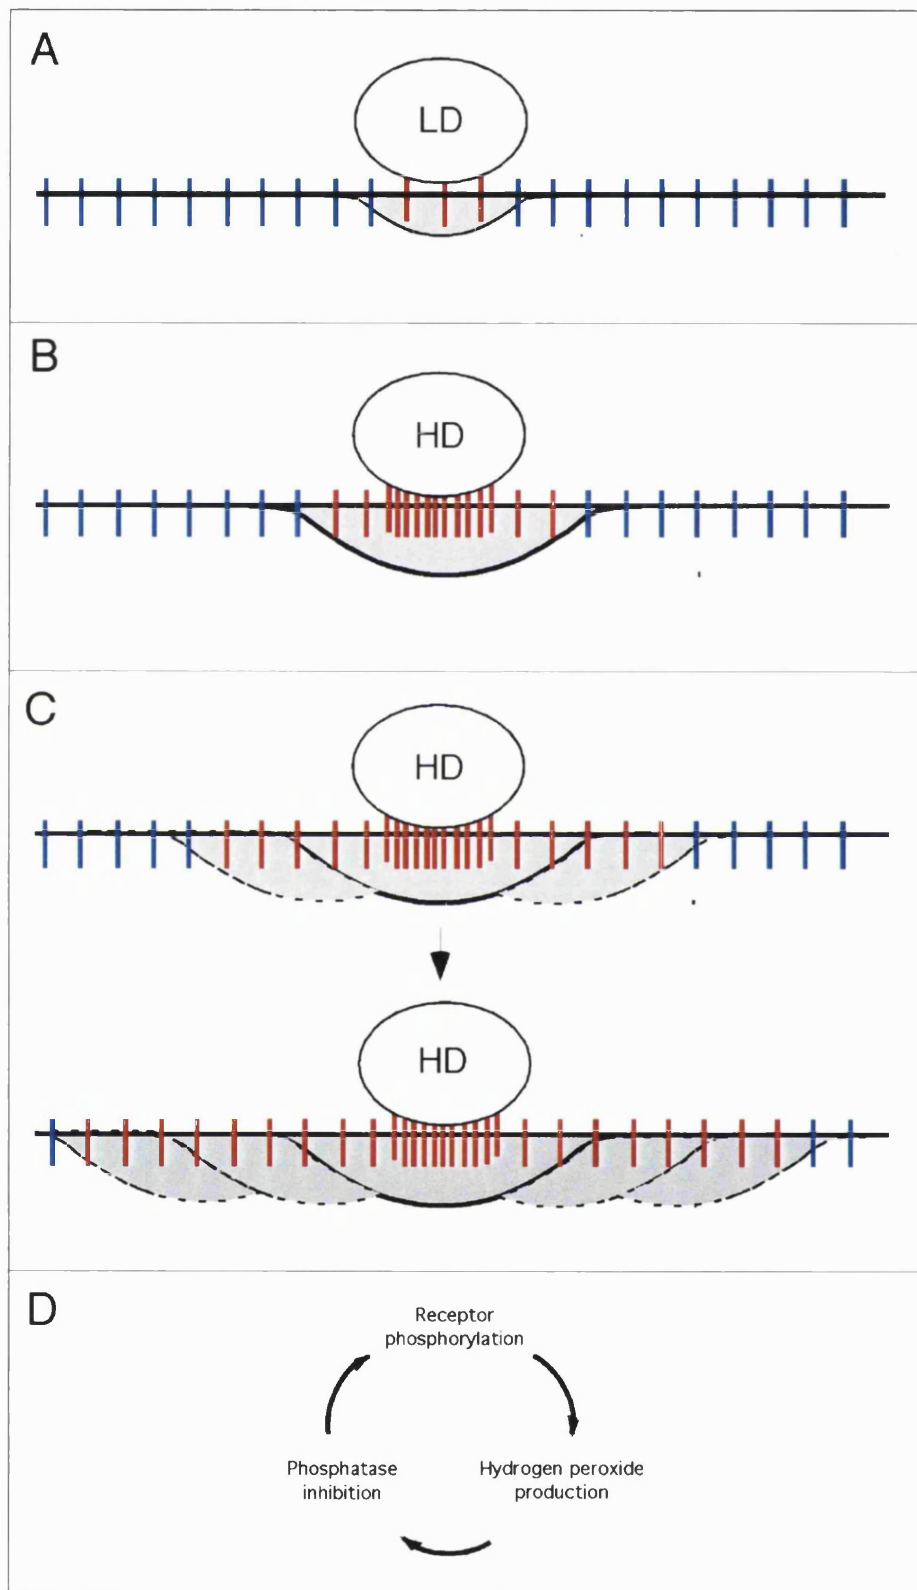 A
LD
B
HD
C
HD
HD
D
Receptor
phosphorylation
Phosphatase
inhibition
Hydrogen peroxide
production